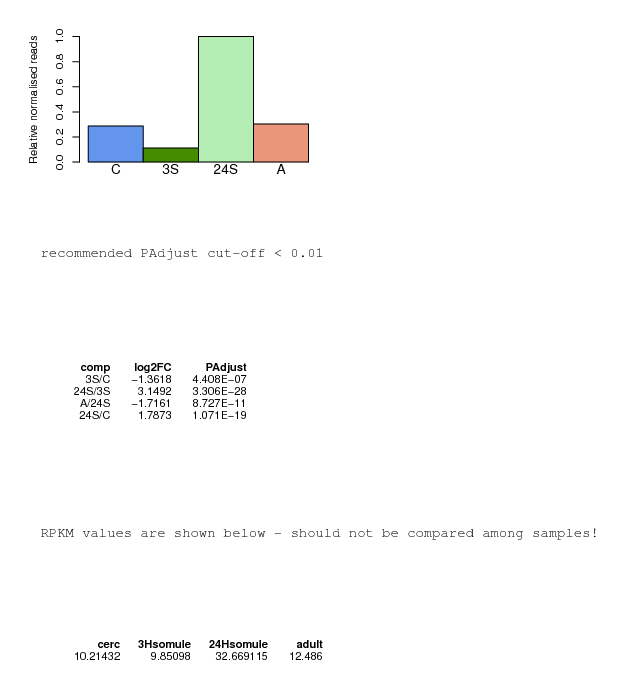 Relative normalised reads
1.0
0.8
0.6
0.4
0.2
0.0
C 3S 24S A
recommended PAdjust cut-off < 0.01
comp log2FC PAdjust
3S/C −1.3618 4.408E−07
24S/3S 3.1492 3.306E−28
A/24S −1.7161 8.727E−11
24S/C 1.7873 1.071E−19
RPKM values are shown below - should not be compared among samples!
cerc 3Hsomule 24Hsomule adult
10.21432 9.85098 32.669115 12.486